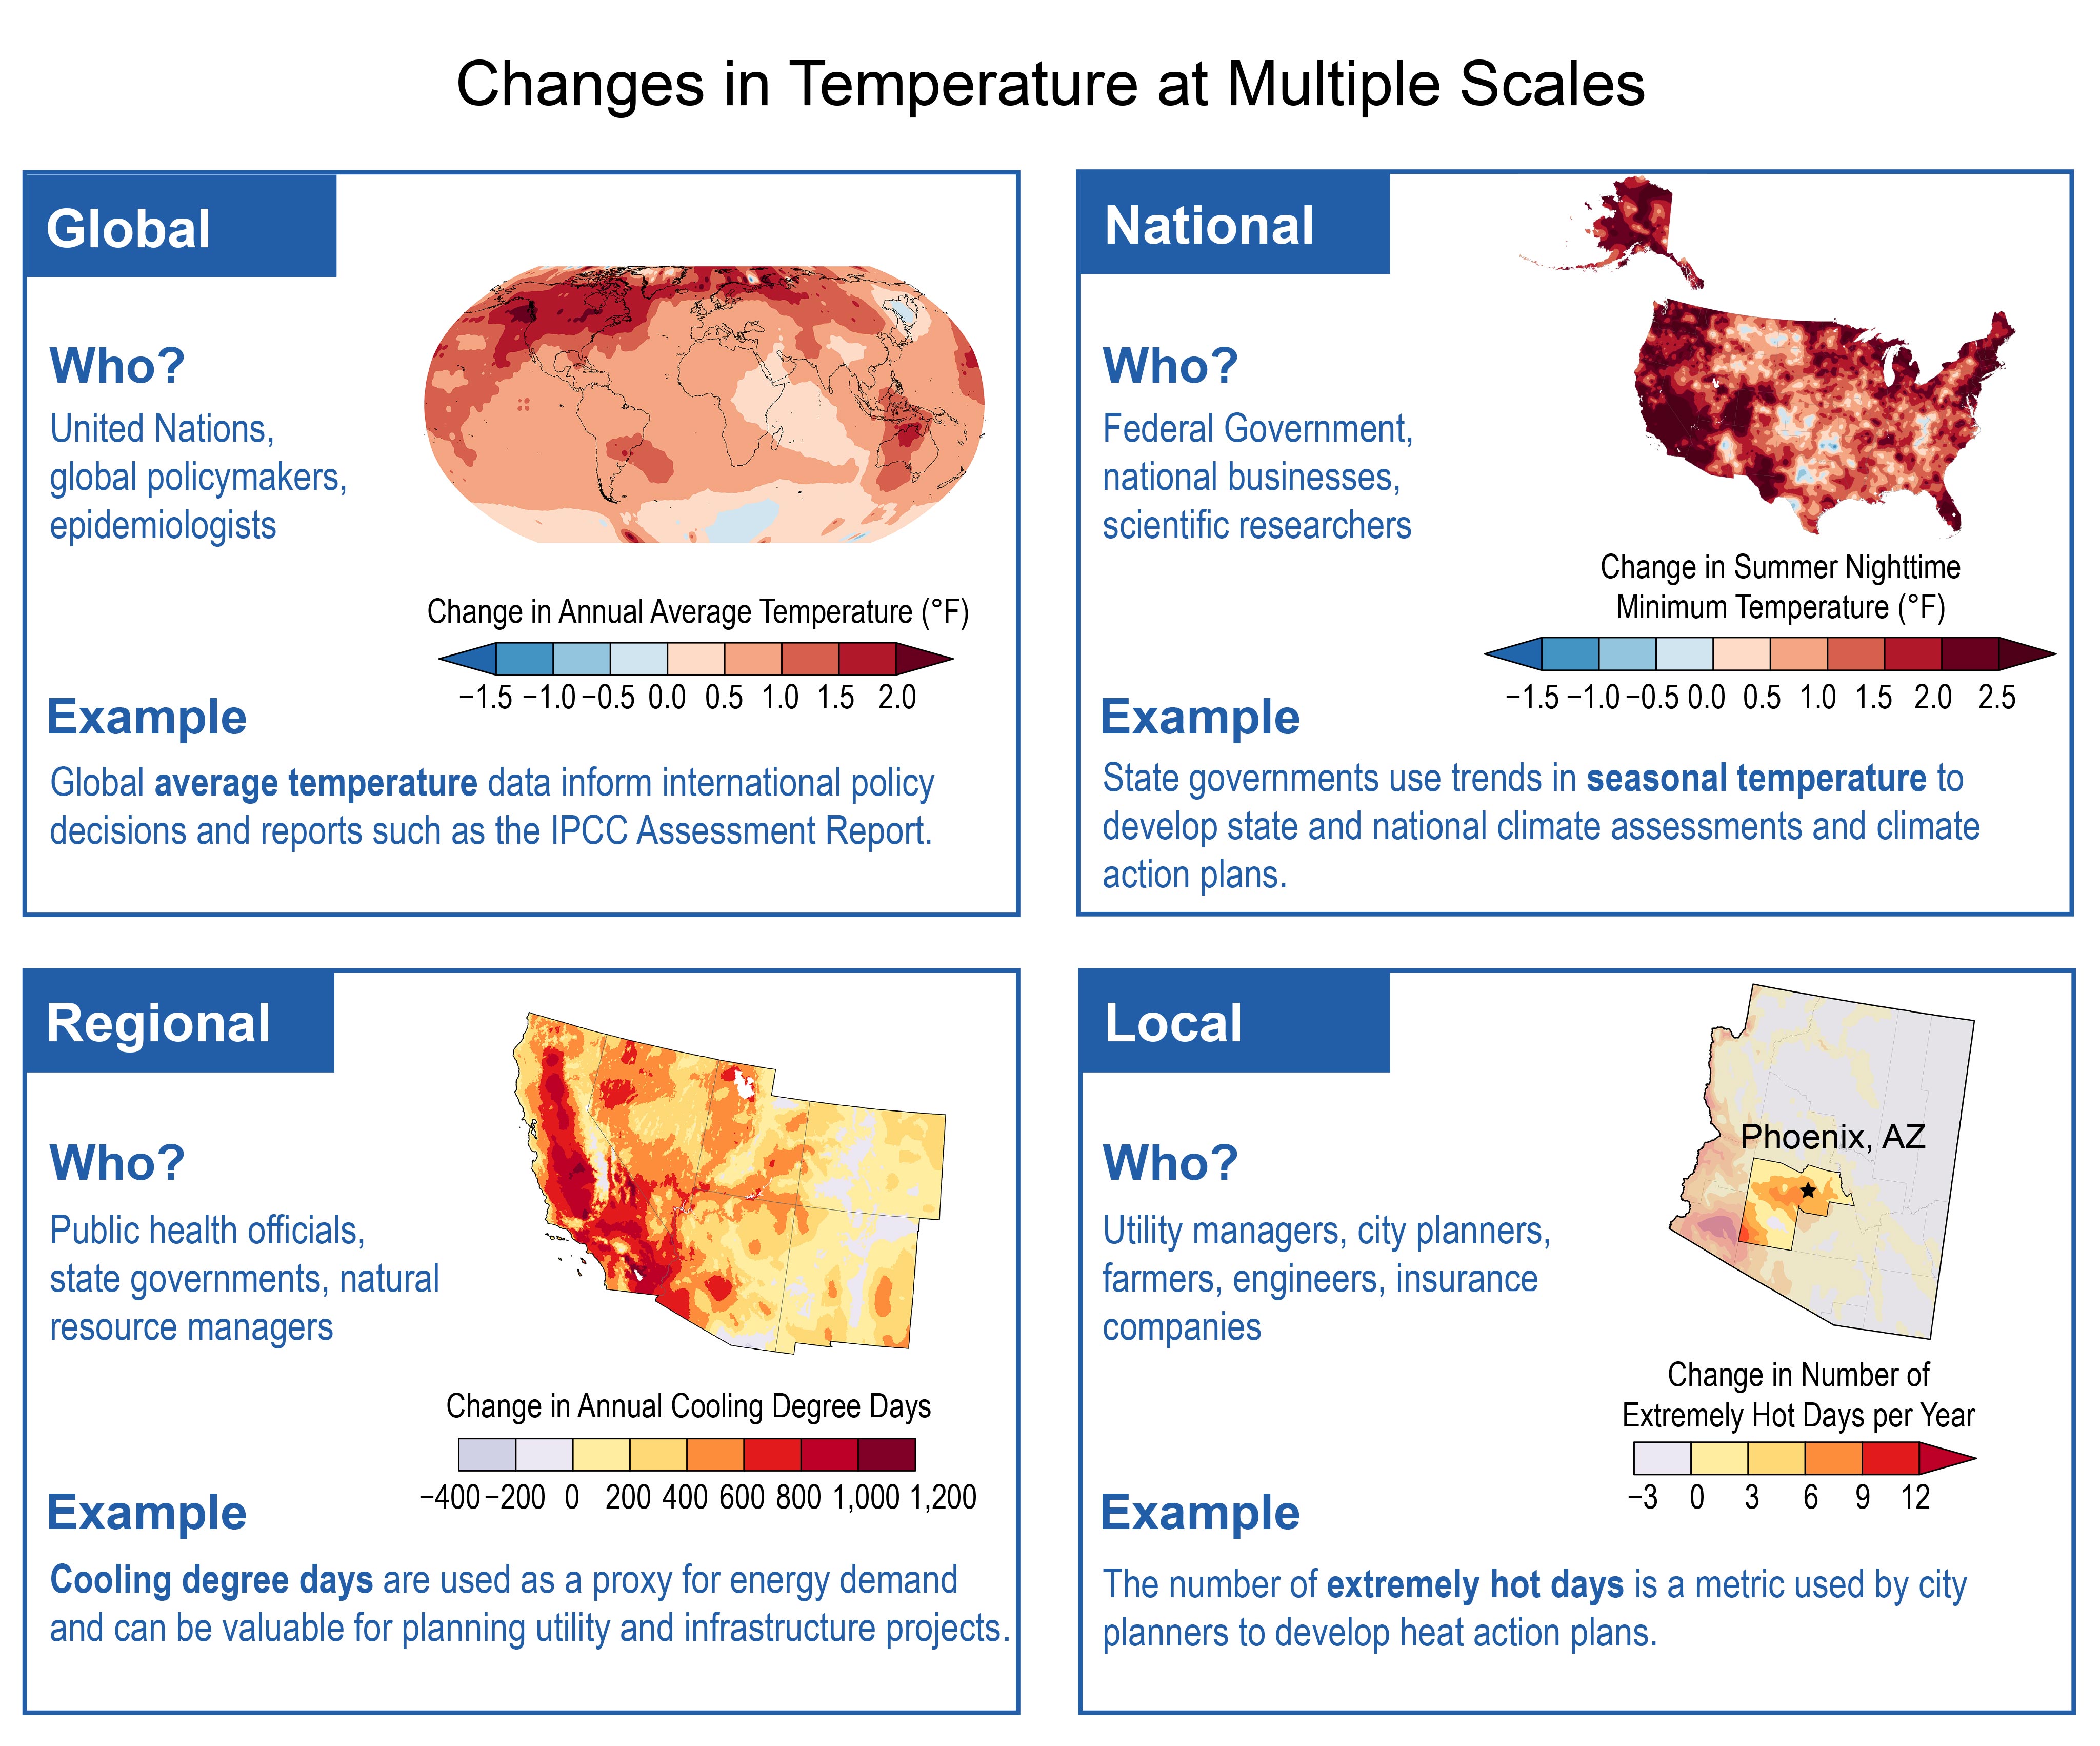 Changes in Temperature at Multiple Scales
Global
Who?
United Nations,
global policymakers,
epidemiologists
Change in Annual Average Temperature (°F)
−1.5 −1.0 −0.5 0.0 0.5 1.0 1.5 2.0
Example
Global average temperature data inform international policy
decisions and reports such as the IPCC Assessment Report.
National
Who?
Federal Government,
national businesses,
scientific researchers
Change in Summer Nighttime
Minimum Temperature (°F)
−1.5 −1.0 −0.5 0.0 0.5 1.0 1.5 2.0 2.5
Example
State governments use trends in seasonal temperature to
develop state and national climate assessments and climate
action plans.
Regional
Who?
Public health officials,
state governments, natural
resource managers
Change in Annual Cooling Degree Days
−400 −200 0 200 400 600 800 1,000 1,200
Example
Cooling degree days are used as a proxy for energy demand
and can be valuable for planning utility and infrastructure projects.
Local
Phoenix, AZ
Who?
Utility managers, city planners,
farmers, engineers, insurance
companies
Change in Number of
Extremely Hot Days per Year
−3 0 3 6 9 12
Example
The number of extremely hot days is a metric used by city
planners to develop heat action plans.